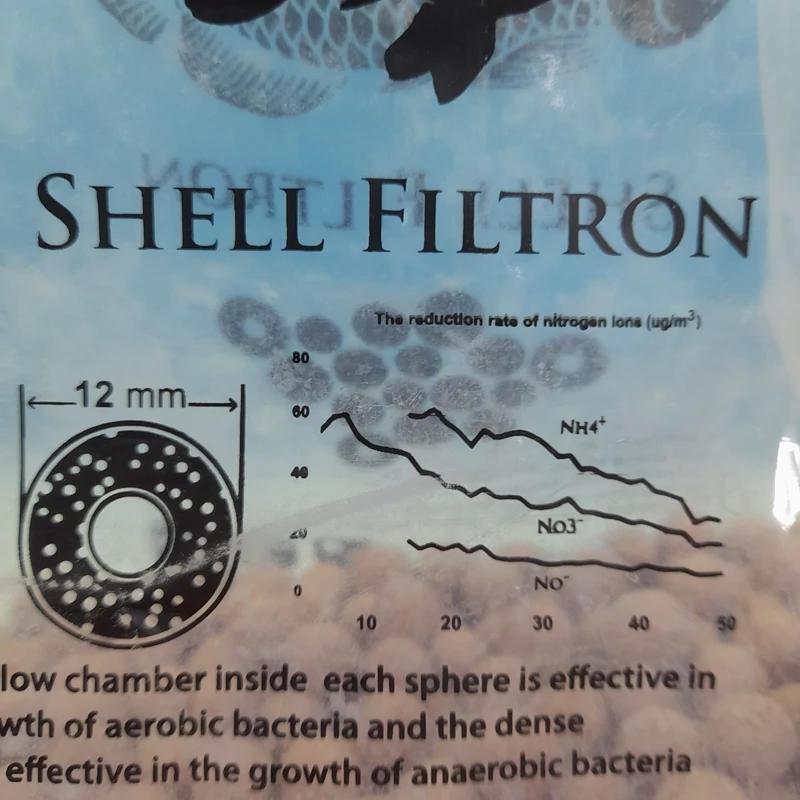 SHELL FILTRON
The reduction rate of nitrogen Ions (ug/m³)
80
12 mm
60
NH4⁺
40
NO3⁻
20
NO⁻
0
10 20 30 40 50
low chamber inside each sphere is effective in
wth of aerobic bacteria and the dense
effective in the growth of anaerobic bacteria